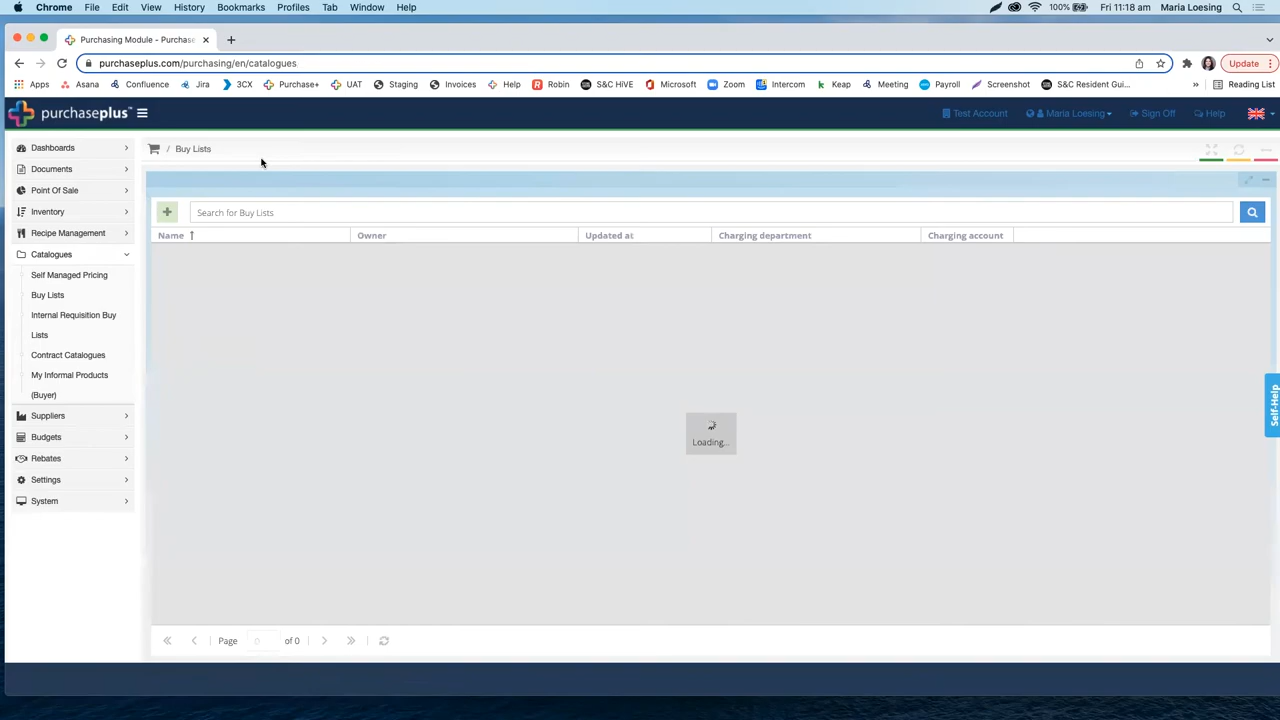 Chrome File Edit View History Bookmarks Profiles Tab Window Help 100% Fri 11:18 am Maria Loesing
Purchasing Module - Purchase
purchaseplus.com/purchasing/en/catalogues Update
Apps Confluence Asana Jira 3CX Purchase+ UAT Staging Invoices Help Robin S&C HIVE Microsoft Zoom Intercom Keap Meeting Payroll Screenshot S&C Resident Gui... » Reading List
purchaseplus™ Test Account Maria Loesing Sign Off Help
Dashboards
Documents
Point Of Sale
Inventory
Recipe Management
Catalogues
Self Managed Pricing
Buy Lists
Internal Requisition Buy
Lists
Contract Catalogues
My Informal Products
(Buyer)
Suppliers
Budgets
Rebates
Settings
System
/ Buy Lists
Search for Buy Lists
Name Owner Updated at Charging department Charging account
Loading...
Page 0 of 0
Self-Help